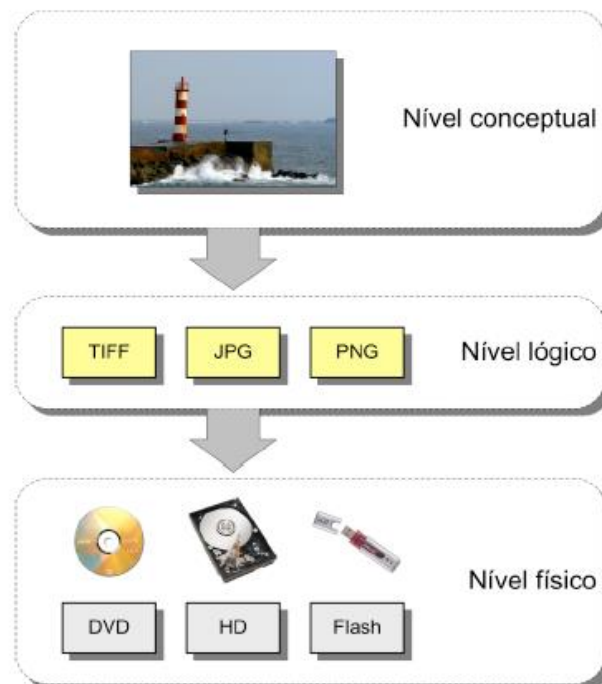 Nível conceptual
TIFF JPG PNG
Nível lógico
DVD HD Flash
Nível físico